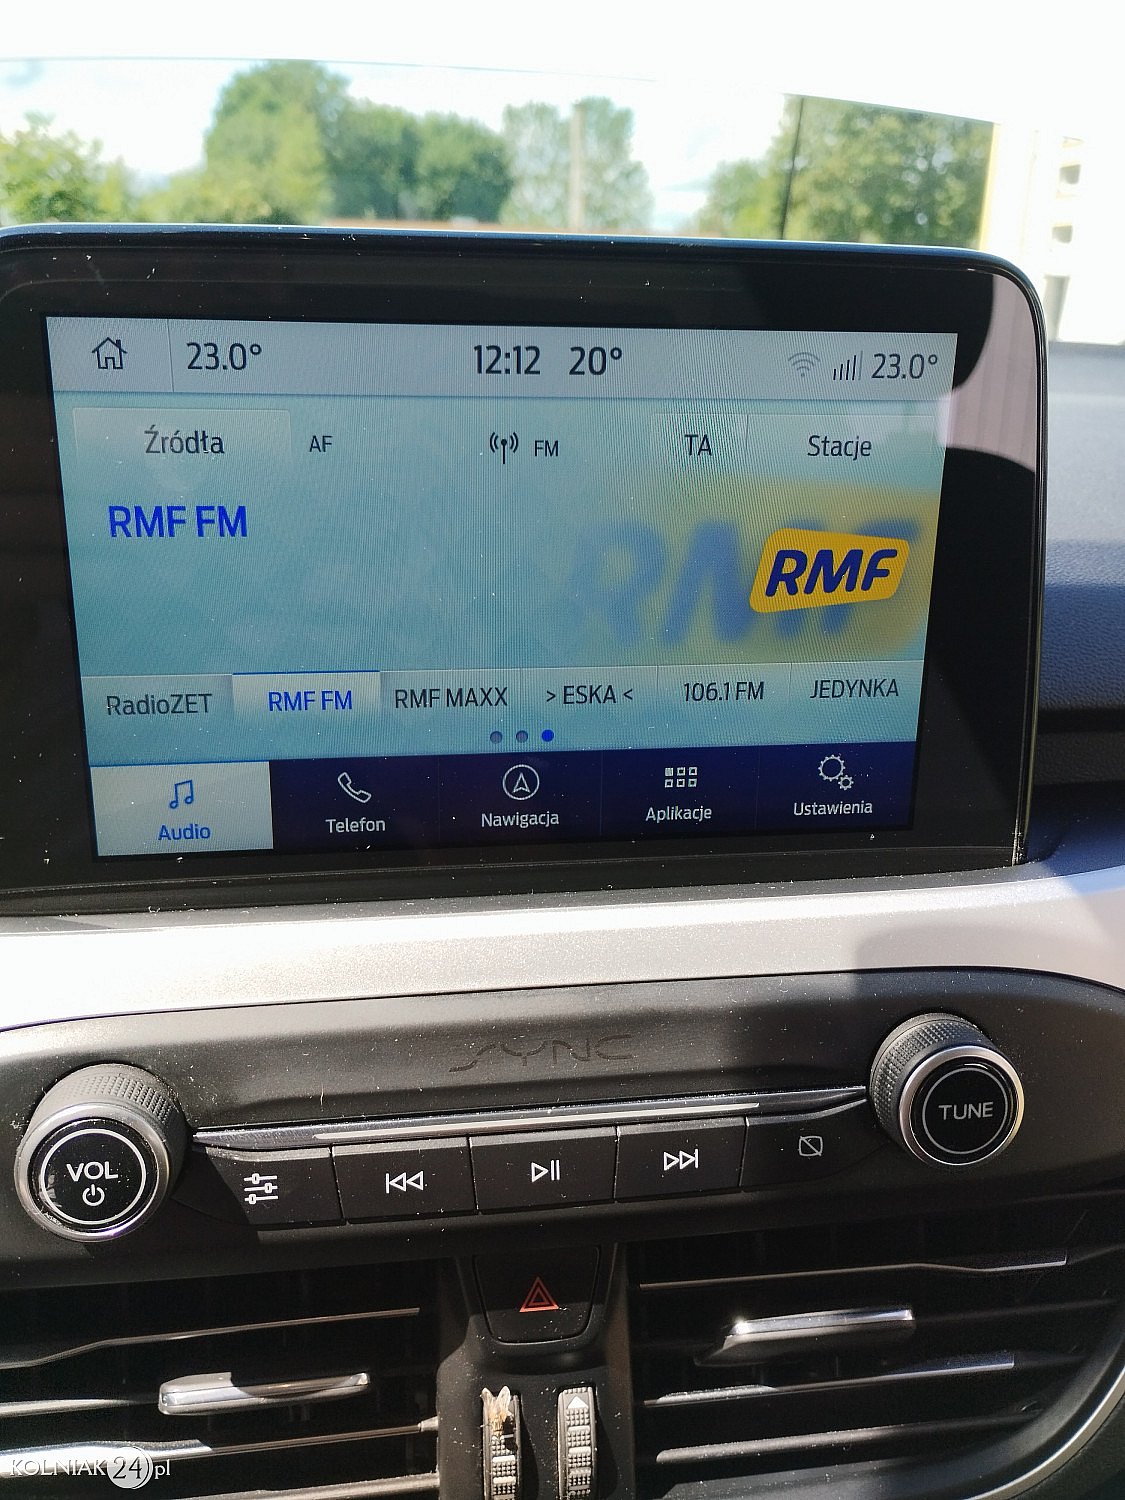 23.0° 12:12 20° 23.0°
Źródła AF FM TA Stacje
RMF FM
RMF
RMF
RadioZET RMF FM RMF MAXX > ESKA < 106.1 FM JEDYNKA
Audio Telefon Nawigacja Aplikacje Ustawienia
SYNC
VOL
TUNE
KOLNIAK24.pl